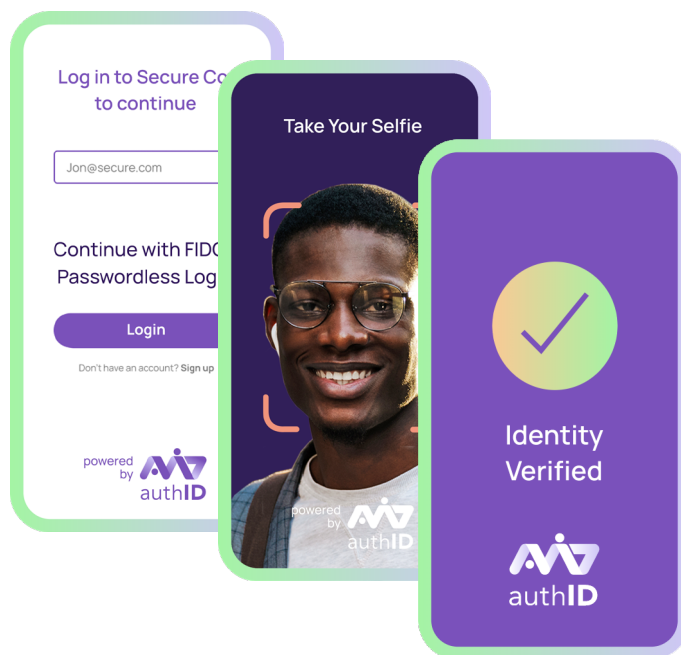 Log in to Secure Co
to continue
Jon@secure.com
Continue with FIDO
Passwordless Log
Login
Don't have an account? Sign up
powered
by
authID
Take Your Selfie
powered
by
authID
Identity
Verified
authID